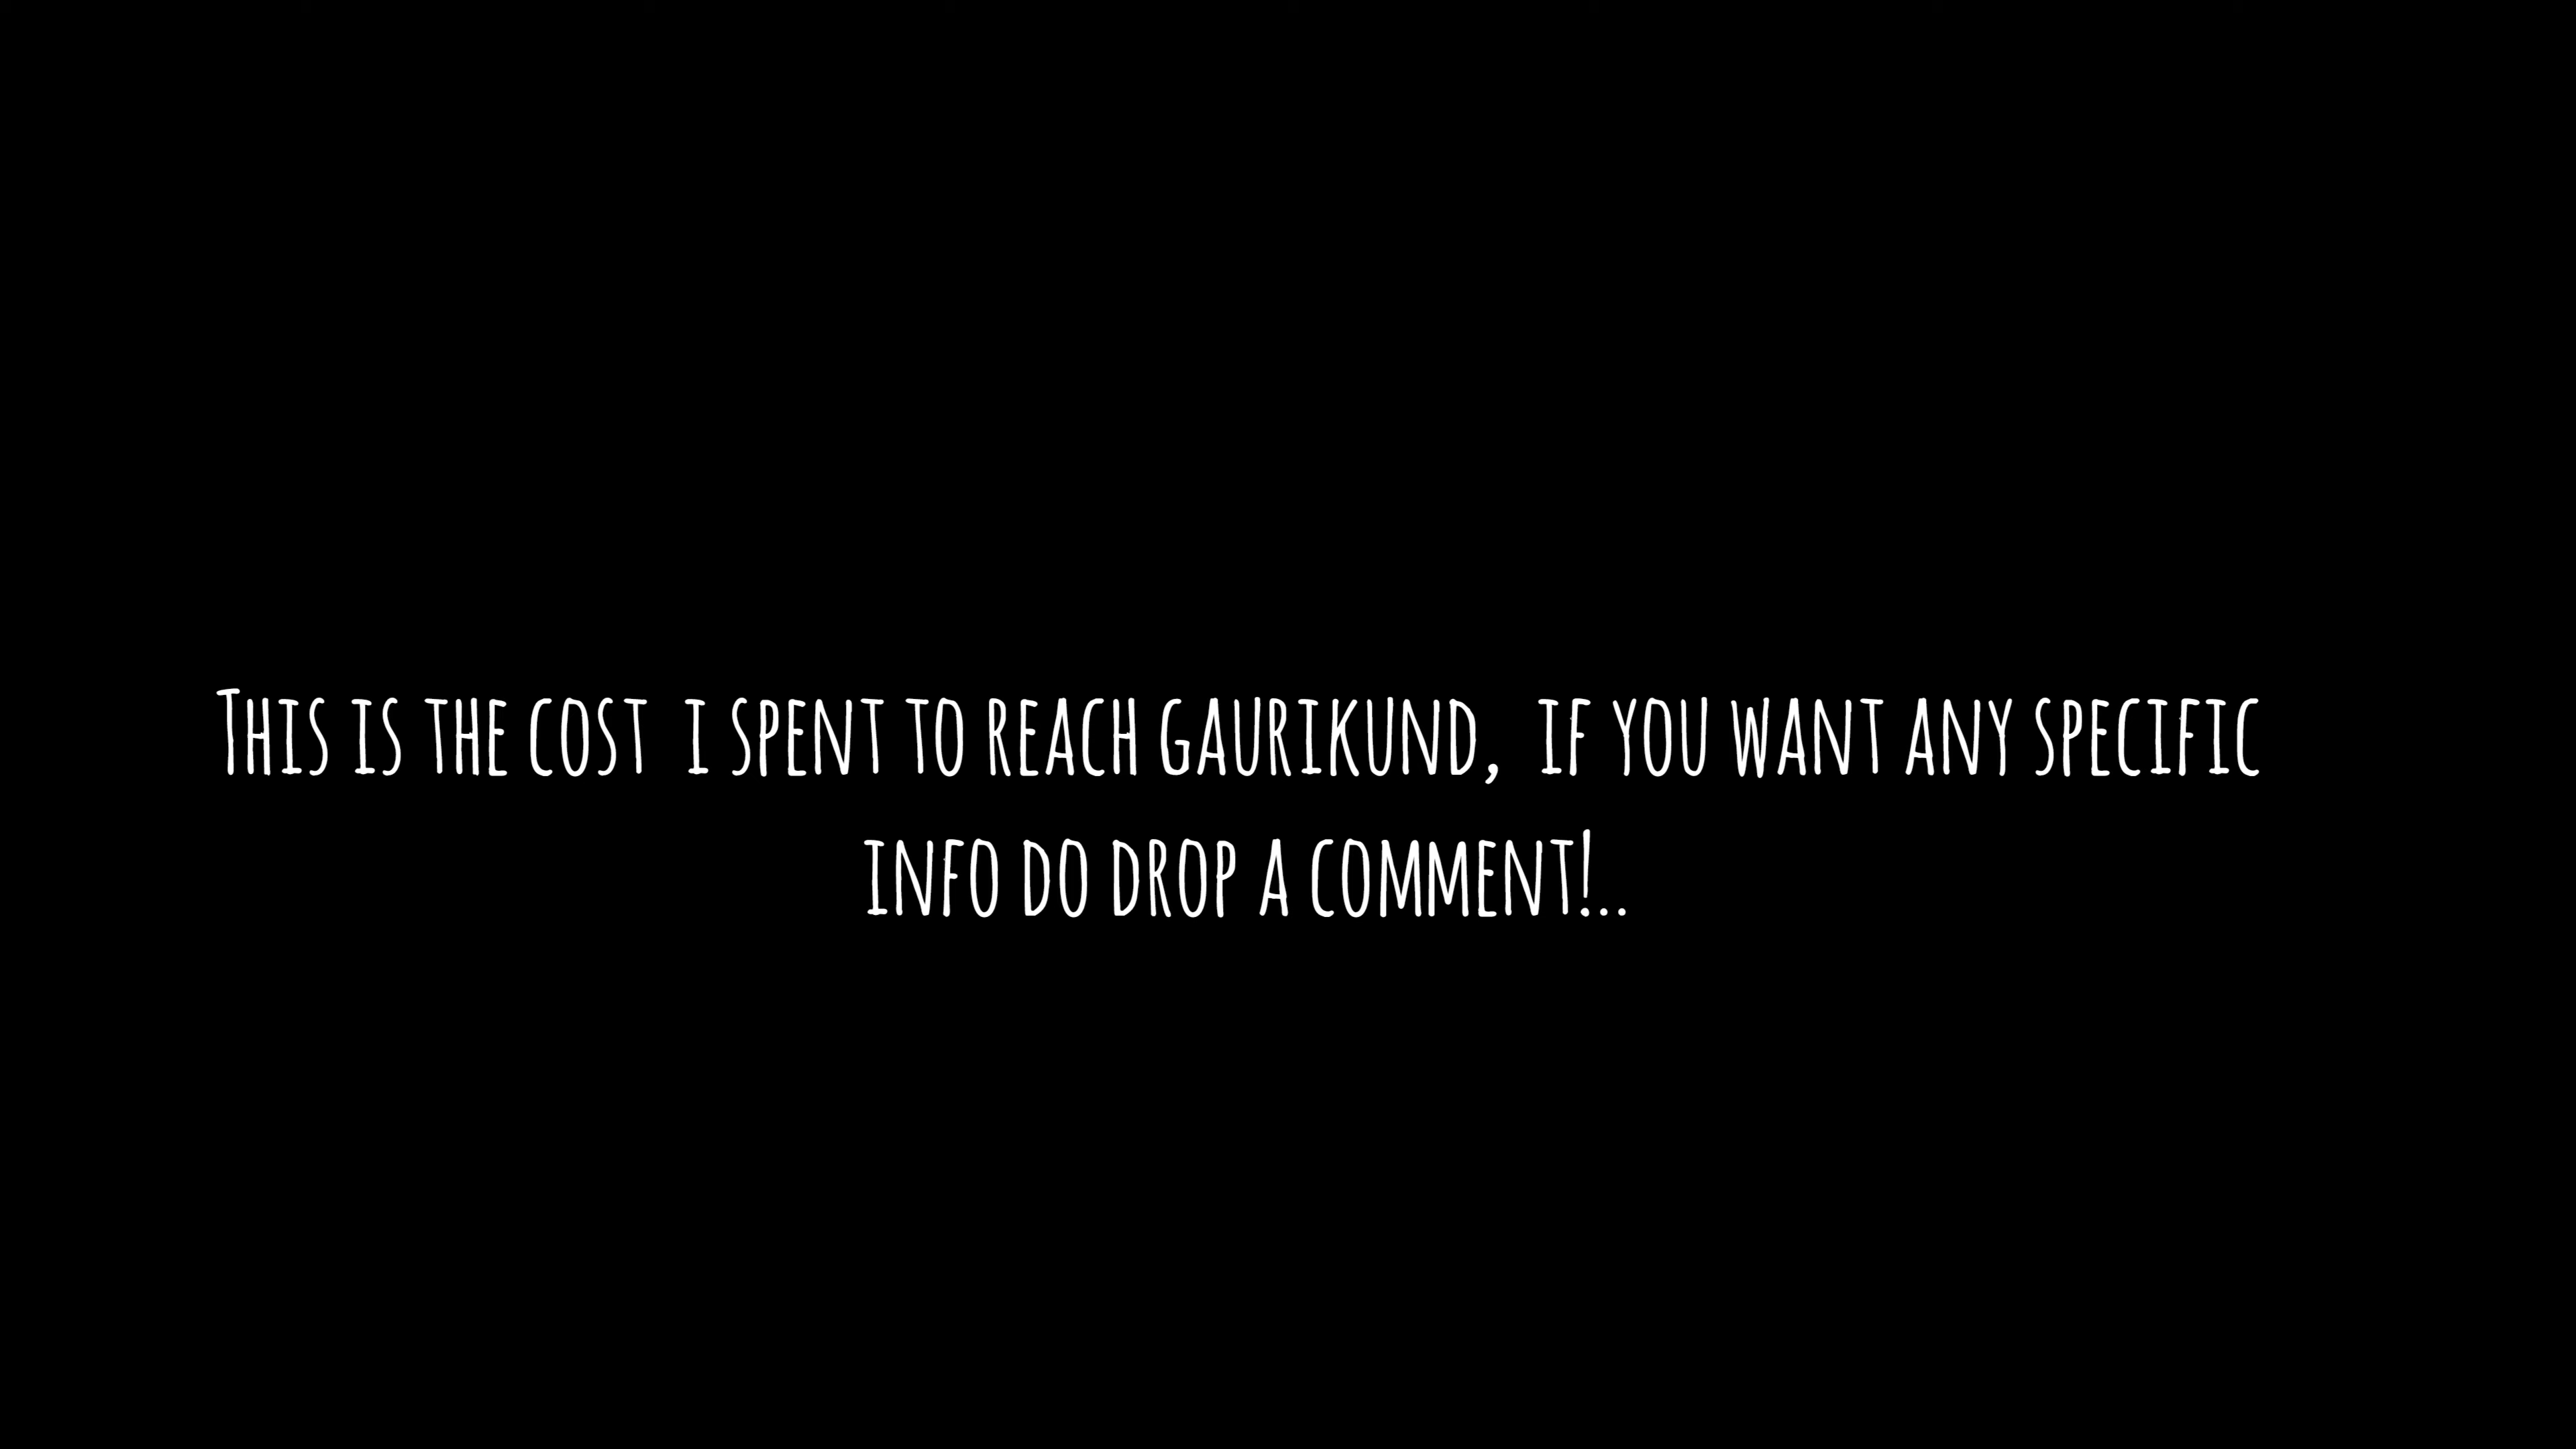 This is the cost i spent to reach gaurikund, if you want any specific
info do drop a comment!..